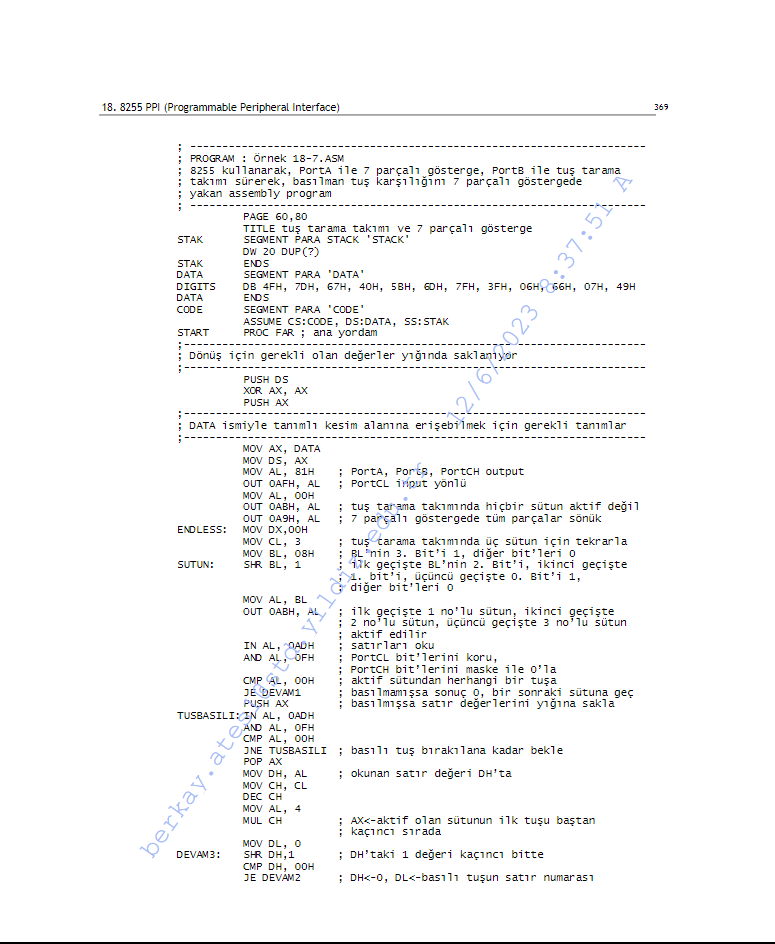 18. 8255 PPI (Programmable Peripheral Interface) 369
; ------------------------------------------------------------------------
; PROGRAM : Örnek 18-7.ASM
; 8255 kullanarak, PortA ile 7 parçalı gösterge, PortB ile tuş tarama
; takımı sürerek, basılman tuş karşılığını 7 parçalı göstergede
; yakan assembly program
; ------------------------------------------------------------------------
PAGE 60,80
TITLE tuş tarama takımı ve 7 parçalı gösterge
STAK SEGMENT PARA STACK 'STACK'
DW 20 DUP(?)
STAK ENDS
DATA SEGMENT PARA 'DATA'
DIGITS DB 4FH, 7DH, 67H, 40H, 5BH, 6DH, 7FH, 3FH, 06H, 66H, 07H, 49H
DATA ENDS
CODE SEGMENT PARA 'CODE'
ASSUME CS:CODE, DS:DATA, SS:STAK
START PROC FAR ; ana yordam
;-------------------------------------------------------------------------
; Dönüş için gerekli olan değerler yığında saklanıyor
;-------------------------------------------------------------------------
PUSH DS
XOR AX, AX
PUSH AX
;-------------------------------------------------------------------------
; DATA ismiyle tanımlı kesim alanına erişebilmek için gerekli tanımlar
;-------------------------------------------------------------------------
MOV AX, DATA
MOV DS, AX
MOV AL, 81H ; PortA, PortB, PortCH output
OUT 0AFH, AL ; PortCL input yönlü
MOV AL, 00H
OUT 0ABH, AL ; tuş tarama takımında hiçbir sütun aktif değil
OUT 0A9H, AL ; 7 parçalı göstergede tüm parçalar sönük
ENDLESS: MOV DX,00H
MOV CL, 3 ; tuş tarama takımında üç sütun için tekrarla
MOV BL, 08H ; BL'nin 3. Bit'i 1, diğer bit'leri 0
SUTUN: SHR BL, 1 ; ilk geçişte BL'nin 2. Bit'i, ikinci geçişte
; 1. bit'i, üçüncü geçişte 0. Bit'i 1,
; diğer bit'leri 0
MOV AL, BL
OUT 0ABH, AL ; ilk geçişte 1 no'lu sütun, ikinci geçişte
; 2 no'lu sütun, üçüncü geçişte 3 no'lu sütun
; aktif edilir
IN AL, 0ADH ; satırları oku
AND AL, 0FH ; PortCL bit'lerini koru,
; PortCH bit'lerini maske ile 0'la
CMP AL, 00H ; aktif sütundan herhangi bir tuşa
JE DEVAM1 ; basılmamışsa sonuç 0, bir sonraki sütuna geç
PUSH AX ; basılmışsa satır değerlerini yığına sakla
TUSBASILI: IN AL, 0ADH
AND AL, 0FH
CMP AL, 00H
JNE TUSBASILI ; basılı tuş bırakılana kadar bekle
POP AX
MOV DH, AL ; okunan satır değeri DH'ta
MOV CH, CL
DEC CH
MOV AL, 4
MUL CH ; AX<-aktif olan sütunun ilk tuşu baştan
; kaçıncı sırada
MOV DL, 0
DEVAM3: SHR DH,1 ; DH'taki 1 değeri kaçıncı bitte
CMP DH, 00H
JE DEVAM2 ; DH<-0, DL<-basılı tuşun satır numarası
12/6/2023 8:37:51 A